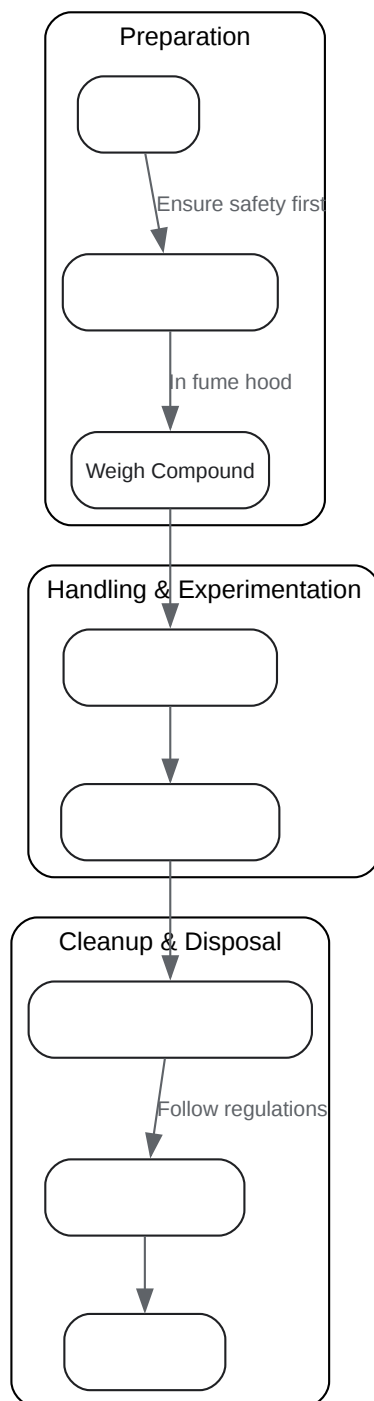 Preparation
Ensure safety first
In fume hood
Weigh Compound
Handling & Experimentation
Cleanup & Disposal
Follow regulations